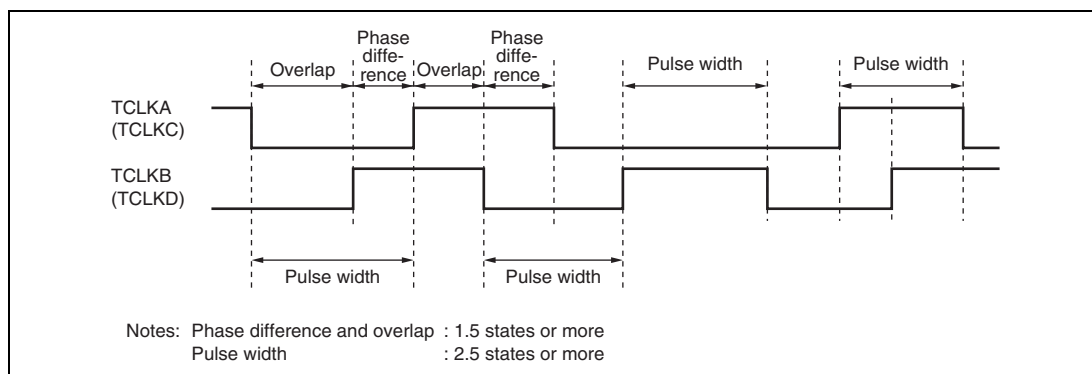 Phase
diffe-
rence
Phase
diffe-
rence
Overlap
Overlap
Pulse width
Pulse width
TCLKA
(TCLKC)
TCLKB
(TCLKD)
Pulse width
Pulse width
Notes: Phase difference and overlap : 1.5 states or more
Pulse width : 2.5 states or more